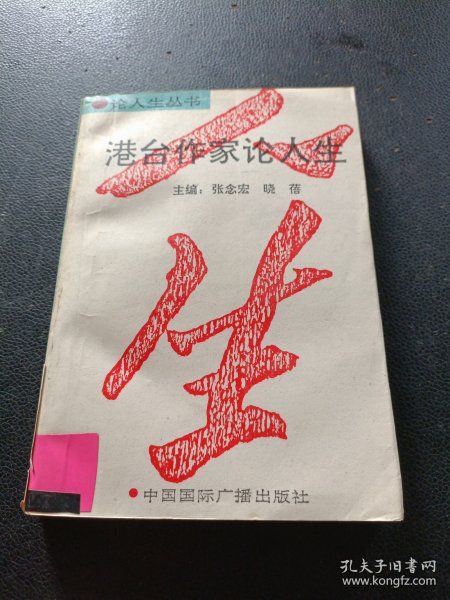 论人生丛书
港台作家论人生
主编：张念宏 晓蓓
人生
中国国际广播出版社
孔夫子旧书网
www.kongfz.com